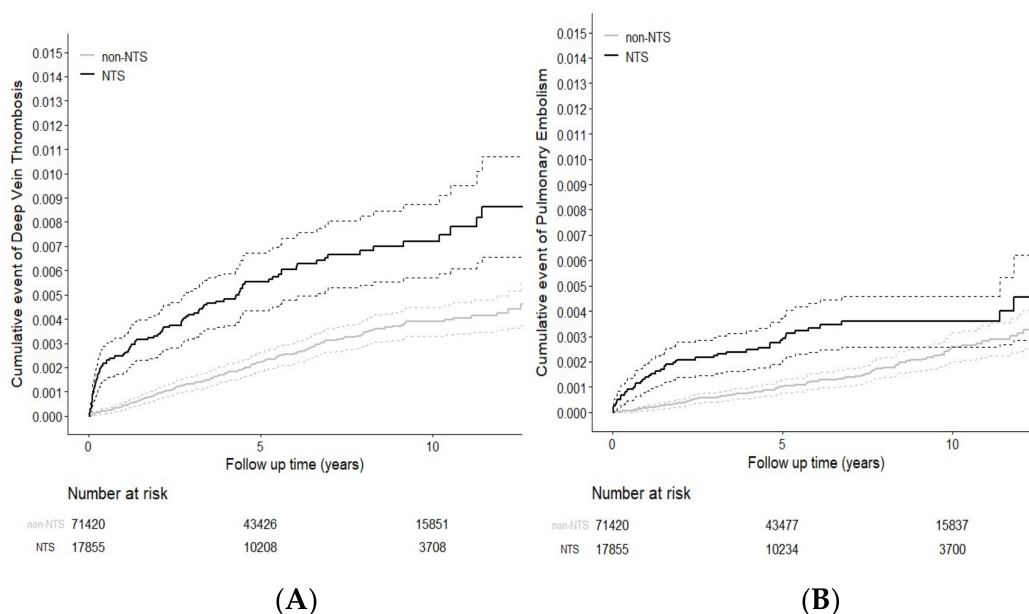 Cumulative event of Deep Vein Thrombosis
0.015
0.014
0.013
0.012
0.011
0.010
0.009
0.008
0.007
0.006
0.005
0.004
0.003
0.002
0.001
0.000
non-NTS
NTS
0 5 10
Follow up time (years)
Number at risk
non-NTS 71420 43426 15851
NTS 17855 10208 3708
(A)
Cumulative event of Pulmonary Embolism
0.015
0.014
0.013
0.012
0.011
0.010
0.009
0.008
0.007
0.006
0.005
0.004
0.003
0.002
0.001
0.000
non-NTS
NTS
0 5 10
Follow up time (years)
Number at risk
non-NTS 71420 43477 15837
NTS 17855 10234 3700
(B)